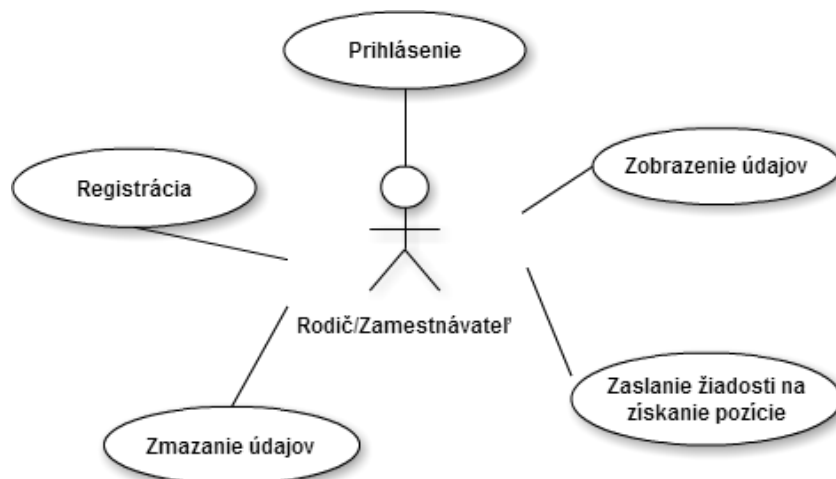 Prihlásenie
Registrácia
Zobrazenie údajov
Rodič/Zamestnávateľ
Zaslanie žiadosti na
získanie pozície
Zmazanie údajov